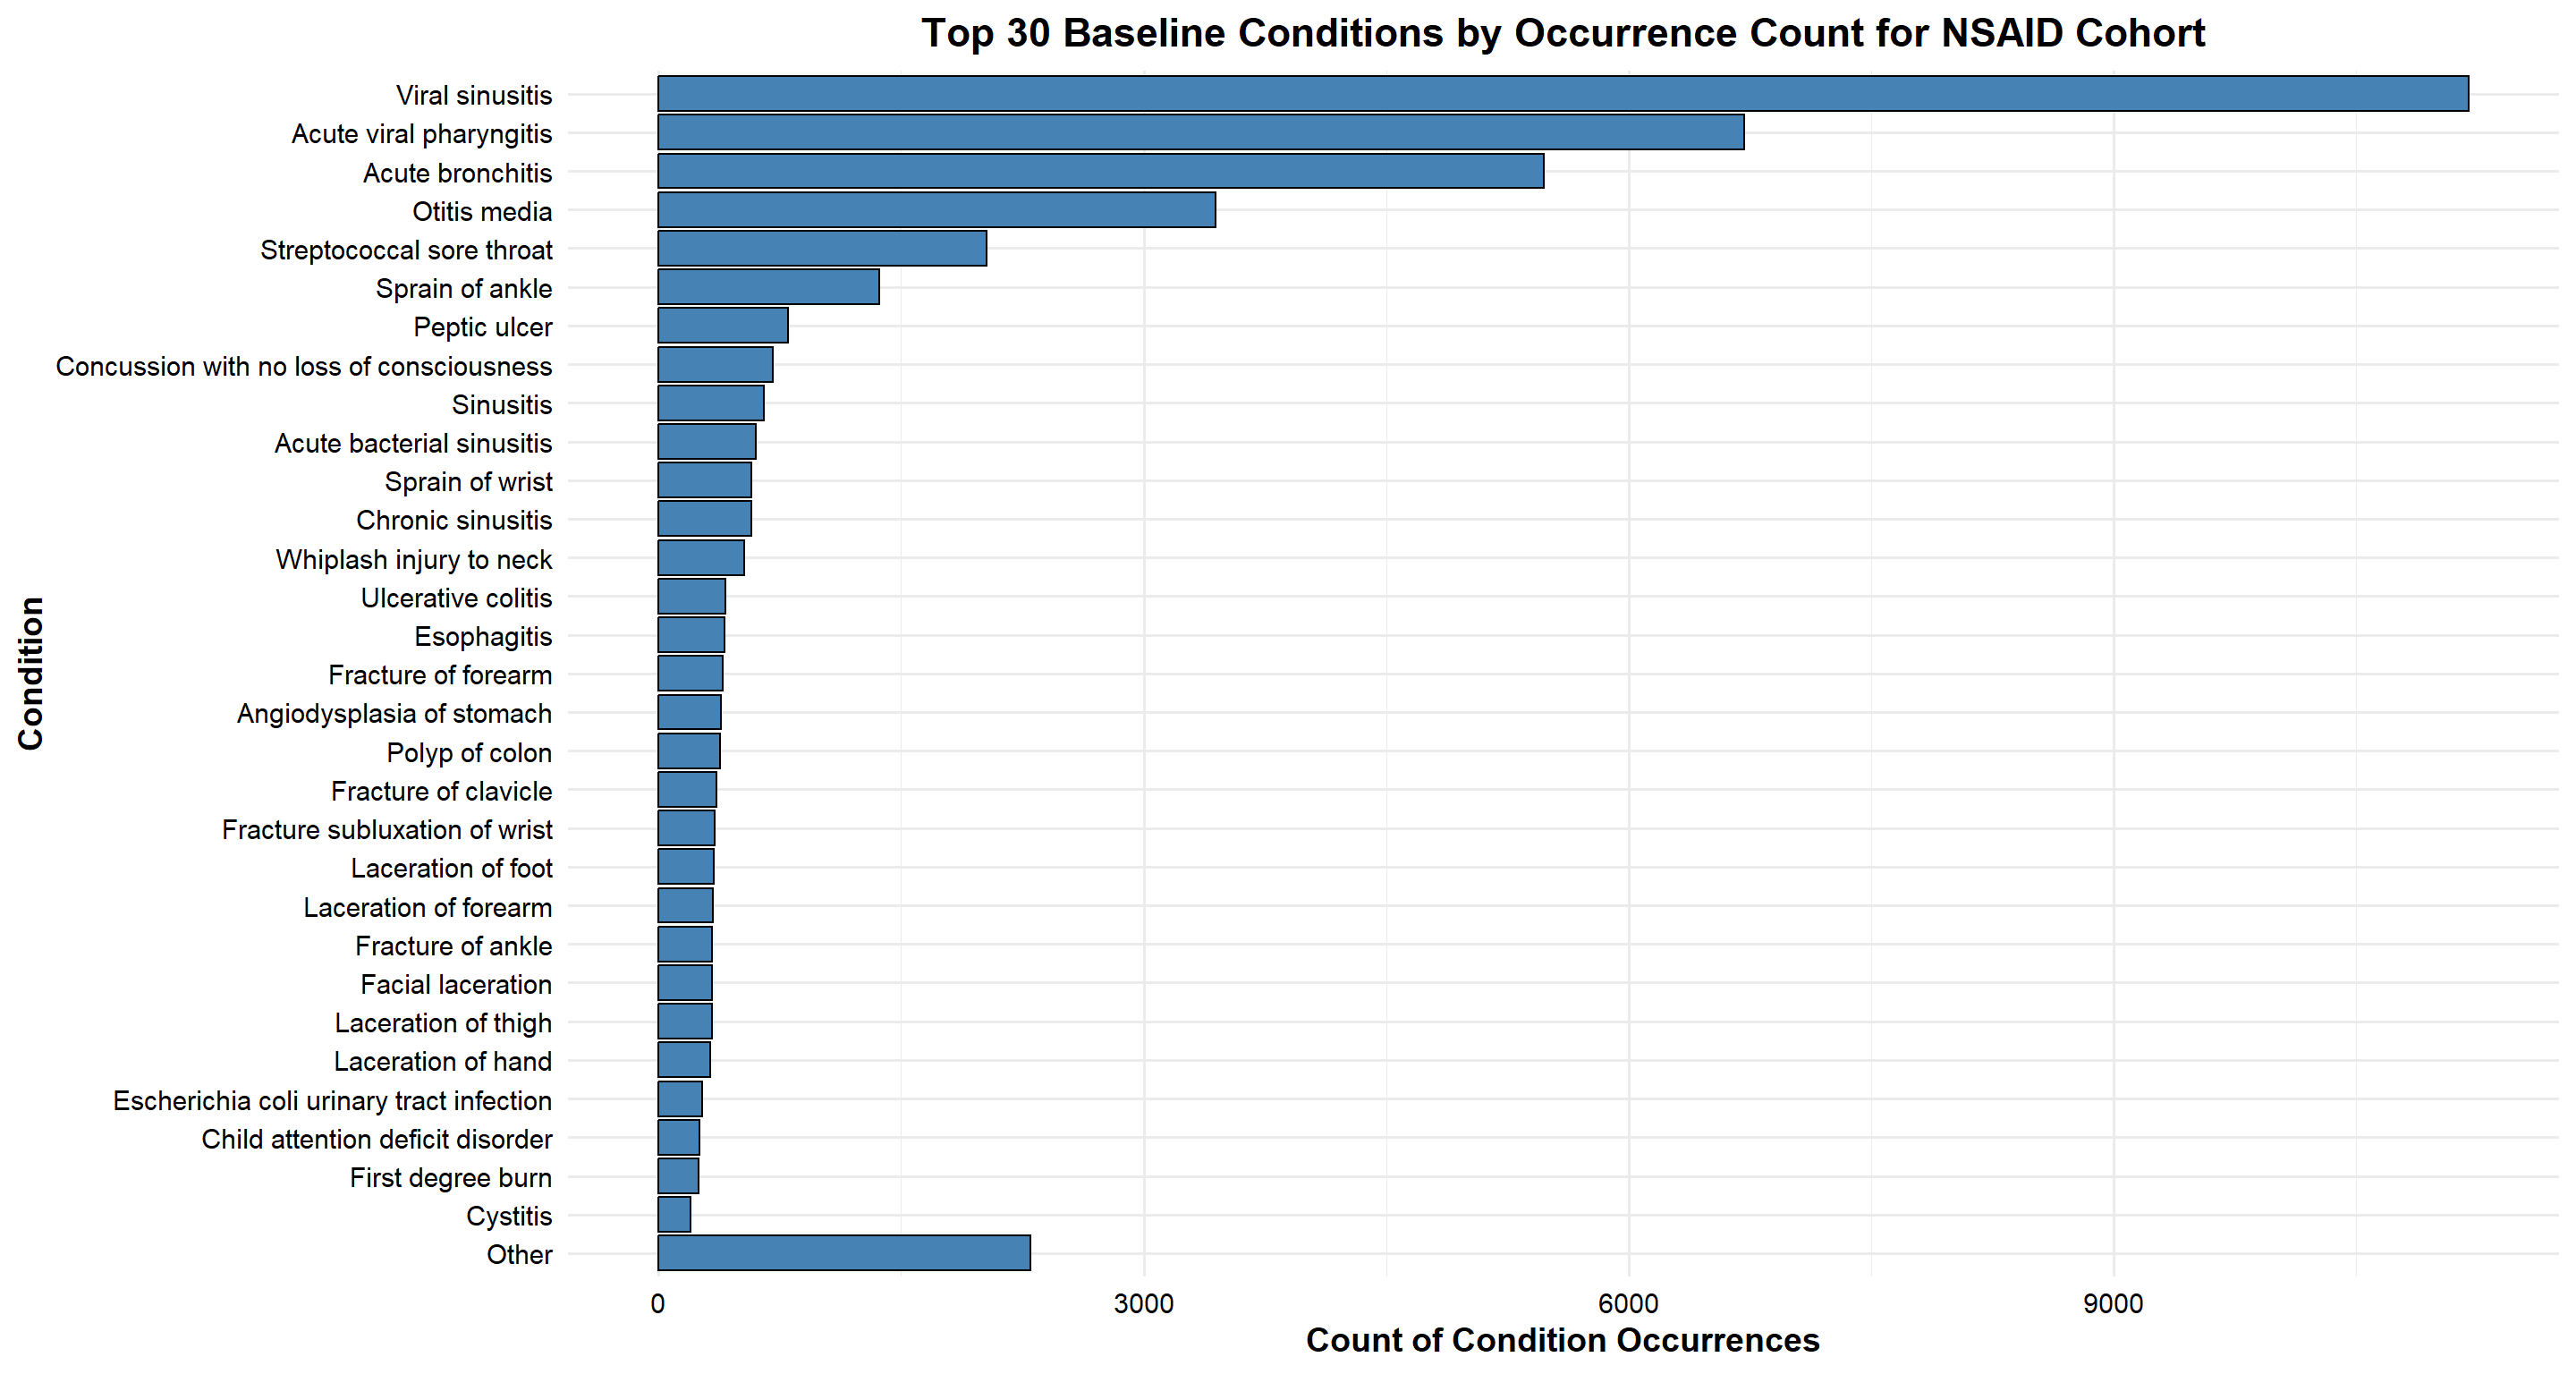 Top 30 Baseline Conditions by Occurrence Count for NSAID Cohort
Viral sinusitis
Acute viral pharyngitis
Acute bronchitis
Otitis media
Streptococcal sore throat
Sprain of ankle
Peptic ulcer
Concussion with no loss of consciousness
Sinusitis
Acute bacterial sinusitis
Sprain of wrist
Chronic sinusitis
Whiplash injury to neck
Ulcerative colitis
Esophagitis
Fracture of forearm
Angiodysplasia of stomach
Polyp of colon
Fracture of clavicle
Fracture subluxation of wrist
Laceration of foot
Laceration of forearm
Fracture of ankle
Facial laceration
Laceration of thigh
Laceration of hand
Escherichia coli urinary tract infection
Child attention deficit disorder
First degree burn
Cystitis
Other
Condition
0 3000 6000 9000
Count of Condition Occurrences